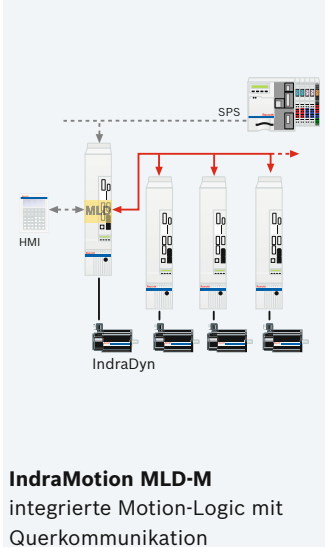 SPS
MLD
HMI
IndraDyn
IndraMotion MLD-M
integrierte Motion-Logic mit
Querkommunikation